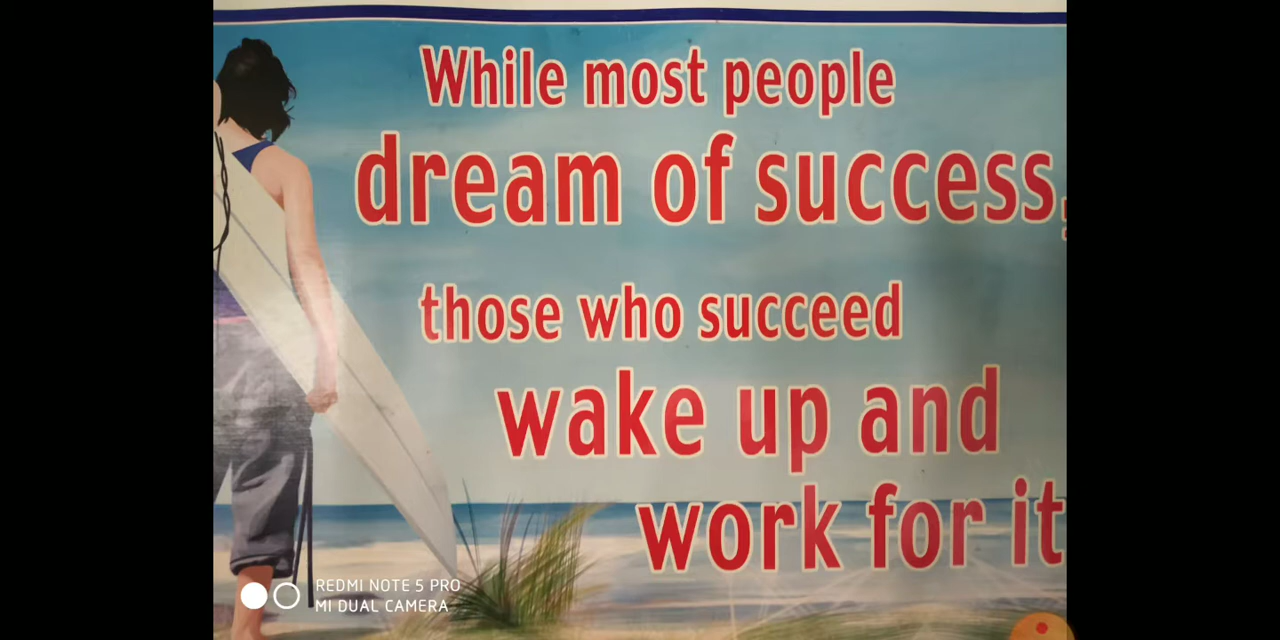 While most people
dream of success,
those who succeed
wake up and
work for it
REDMI NOTE 5 PRO
MI DUAL CAMERA